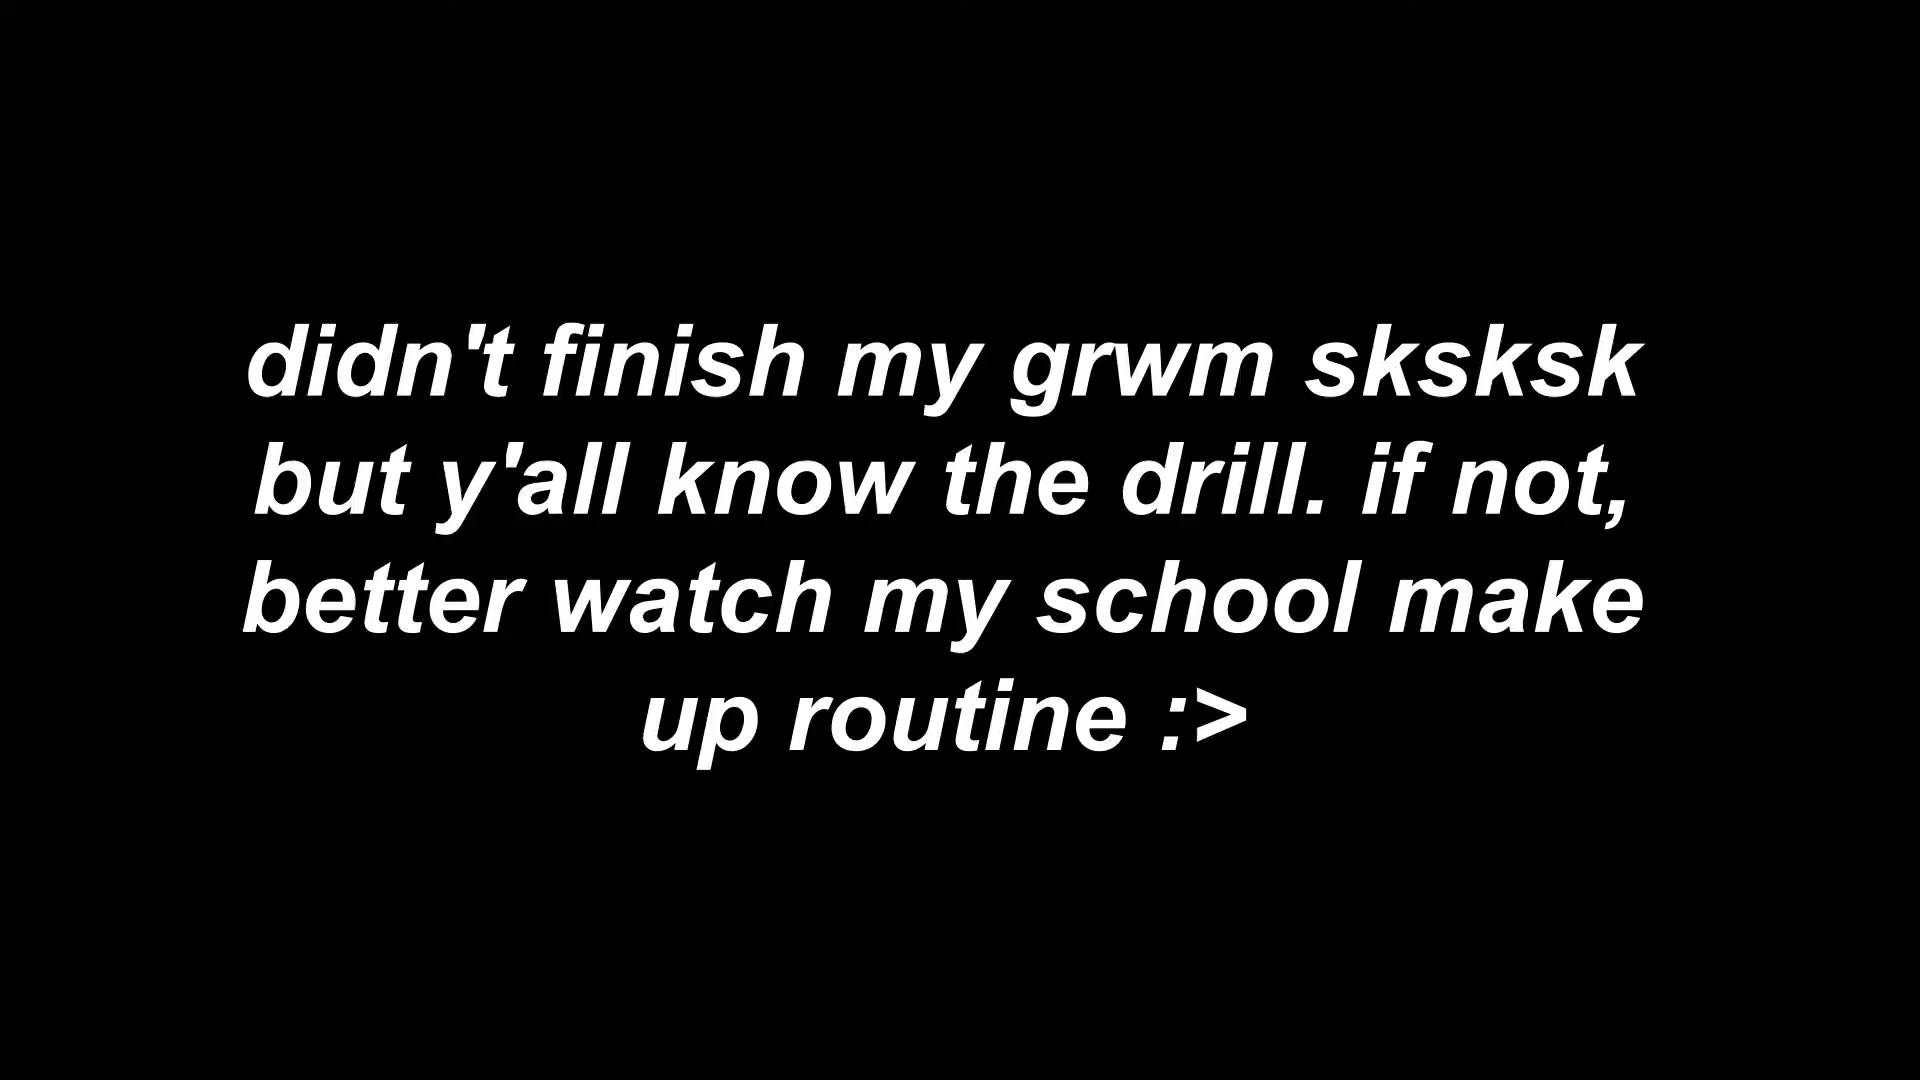 didn't finish my grwm sksksk
but y'all know the drill. if not,
better watch my school make
up routine :>